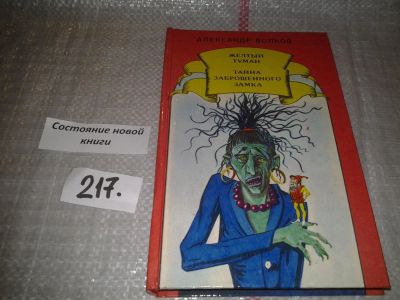 АЛЕКСАНДР ВОЛКОВ
ЖЕЛТЫЙ
ТУМАН
ТАЙНА
ЗАБРОШЕННОГО
ЗАМКА
Состояние новой
книги
217.